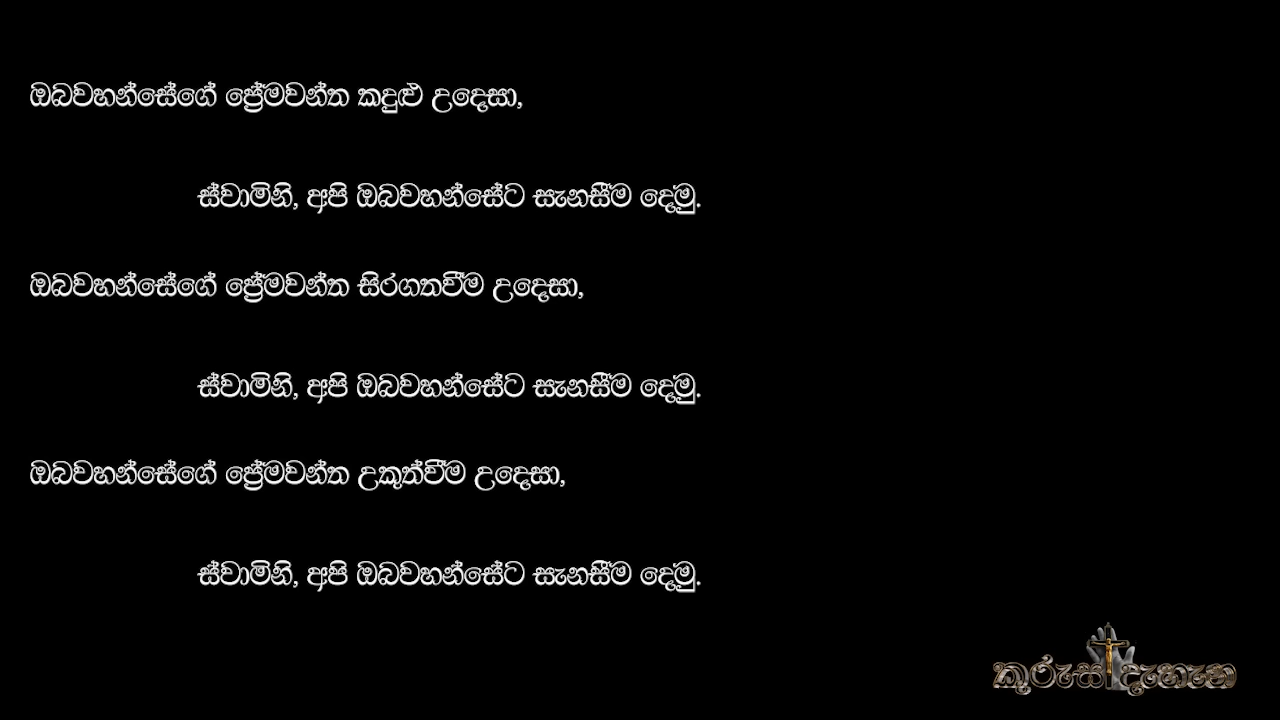 ඔබවහන්සේගේ ප්‍රේමවන්ත කදුළු උදෙසා,
ස්වාමිනි, අපි ඔබවහන්සේට සැනසීම දෙමු.
ඔබවහන්සේගේ ප්‍රේමවන්ත සිරගතවීම උදෙසා,
ස්වාමිනි, අපි ඔබවහන්සේට සැනසීම දෙමු.
ඔබවහන්සේගේ ප්‍රේමවන්ත උකුත්වීම උදෙසා,
ස්වාමිනි, අපි ඔබවහන්සේට සැනසීම දෙමු.
කුරුස දැහැන